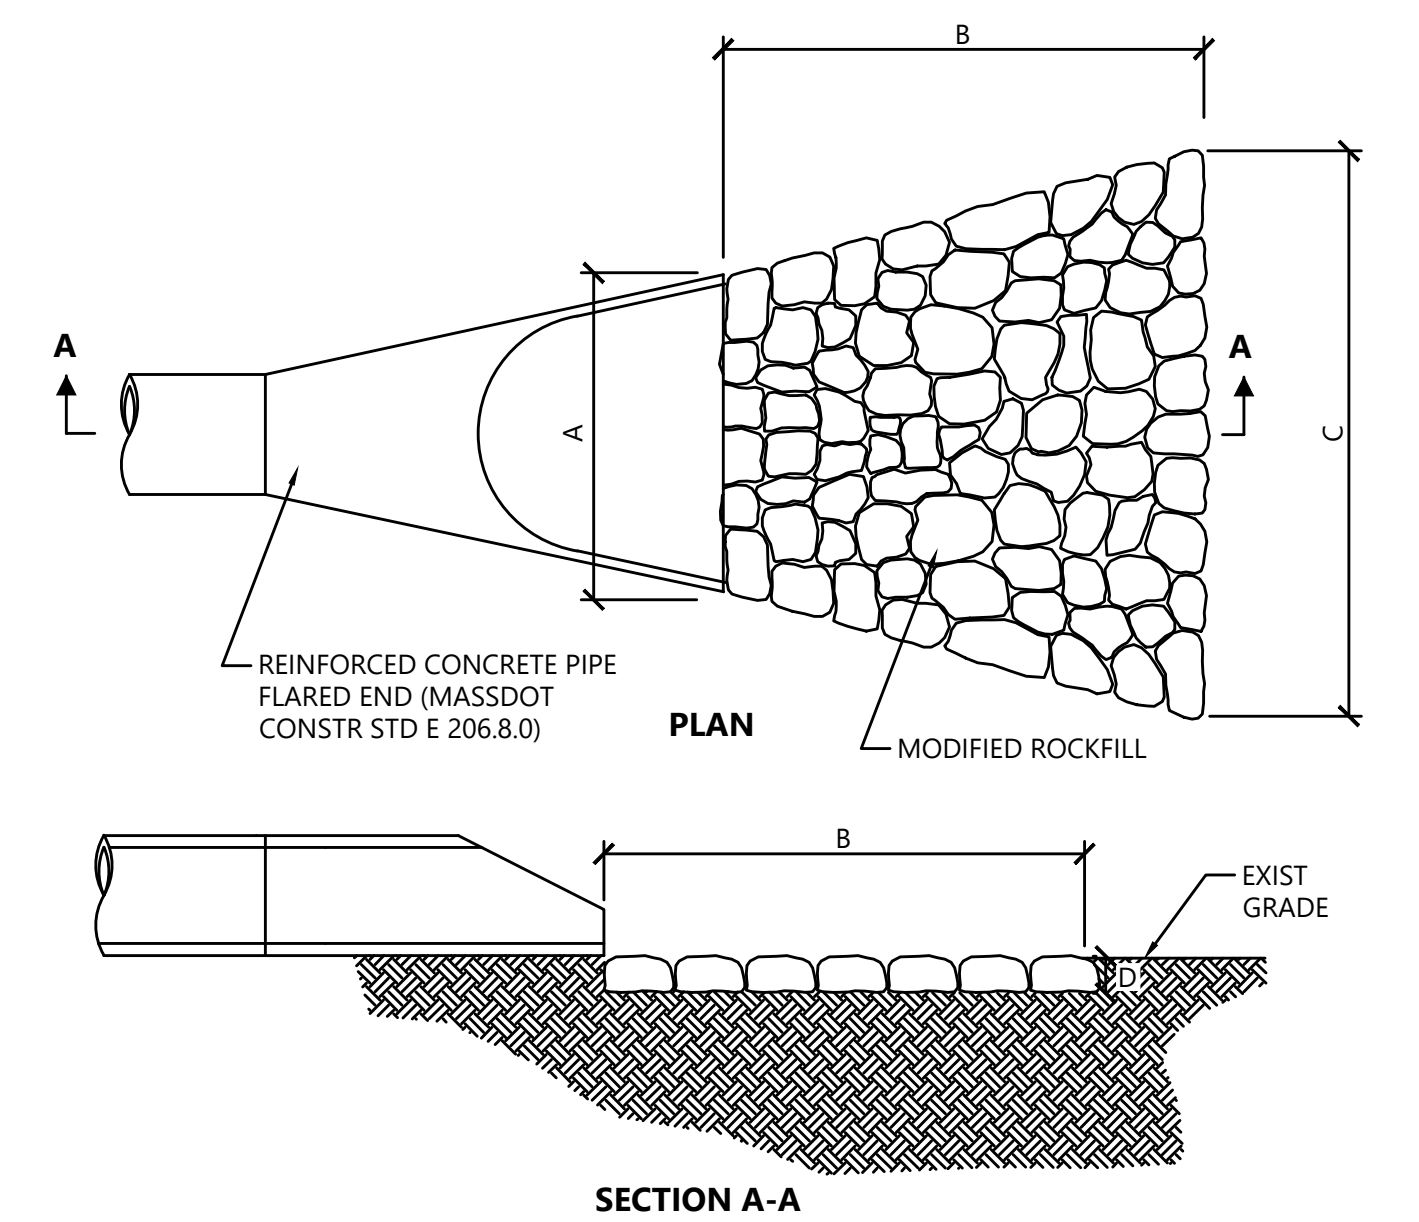 B
A
A
A
C
REINFORCED CONCRETE PIPE
FLARED END (MASSDOT
CONSTR STD E 206.8.0)
PLAN
MODIFIED ROCKFILL
B
EXIST
GRADE
D
SECTION A-A